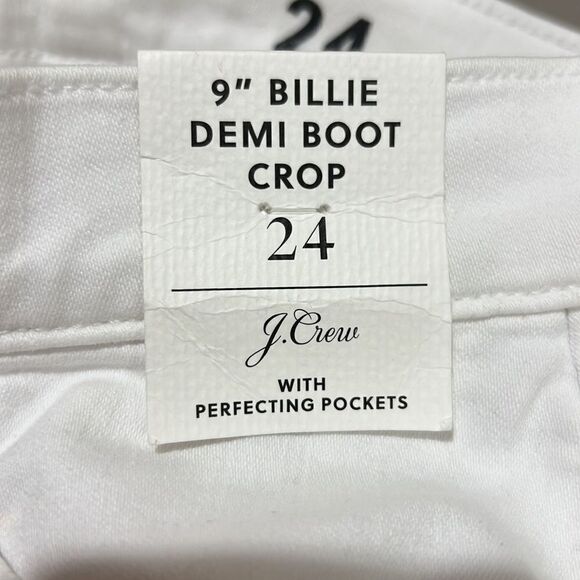 24
9" BILLIE
DEMI BOOT
CROP
24
J.Crew
WITH
PERFECTING POCKETS